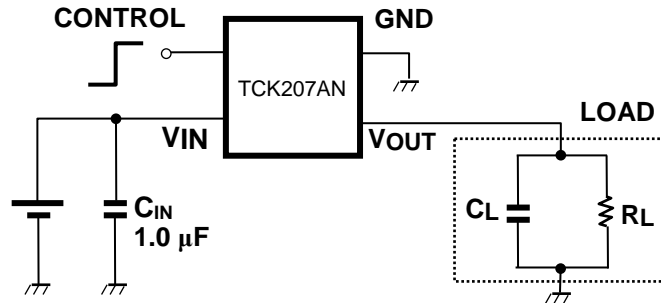 CONTROL
GND
TCK207AN
LOAD
VIN
VOUT
CIN
1.0 μF
CL
RL